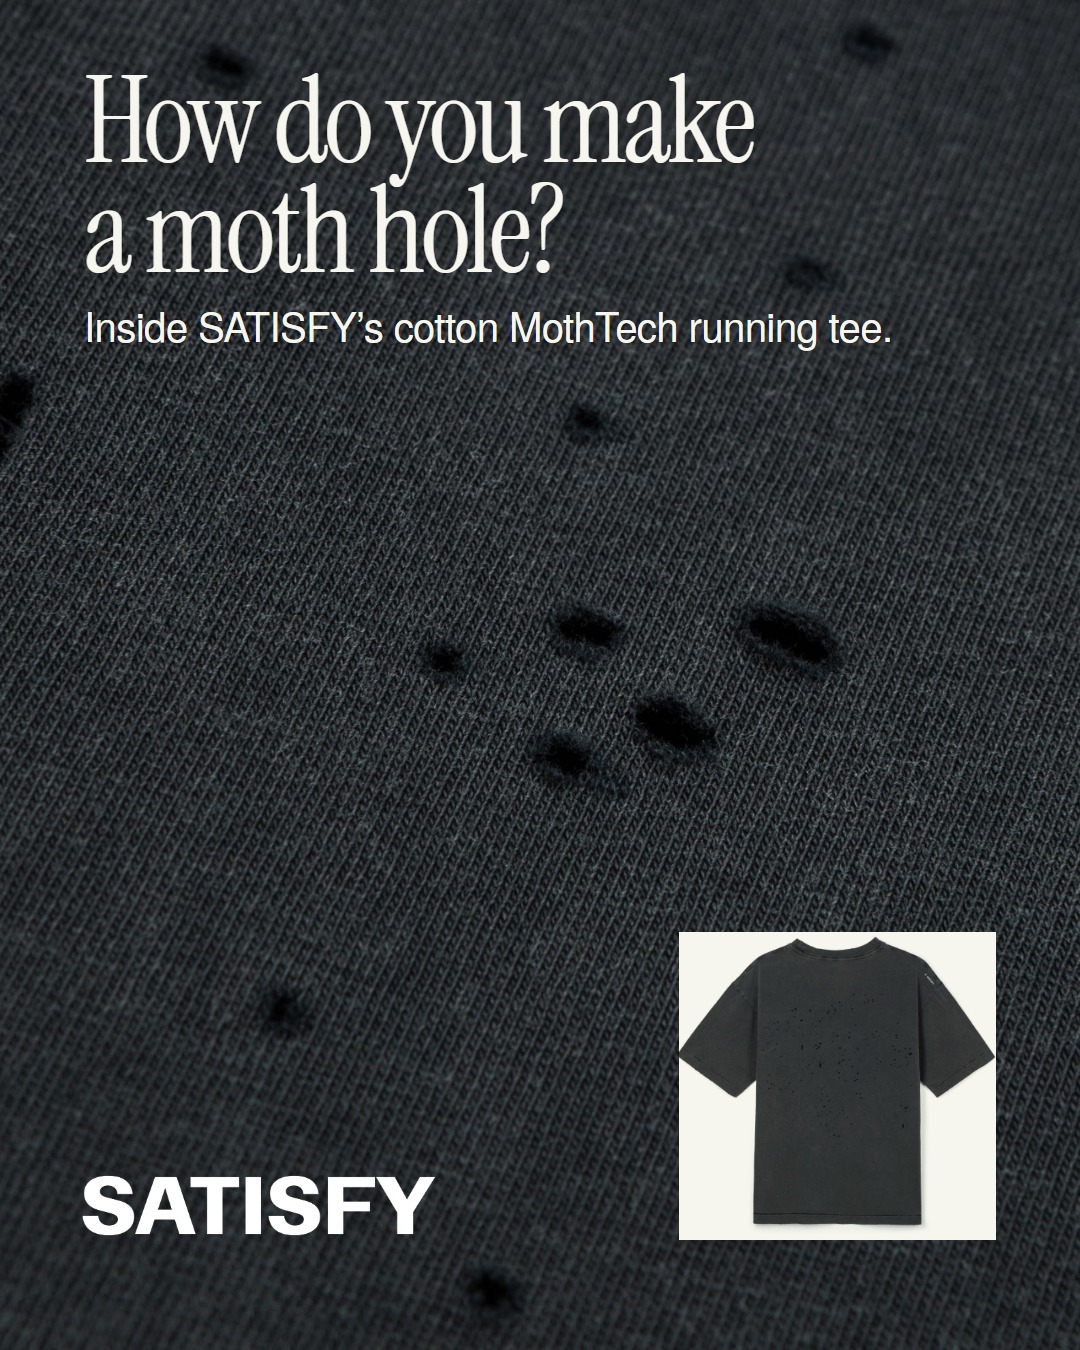 How do you make
a moth hole?
Inside SATISFY’s cotton MothTech running tee.
SATISFY